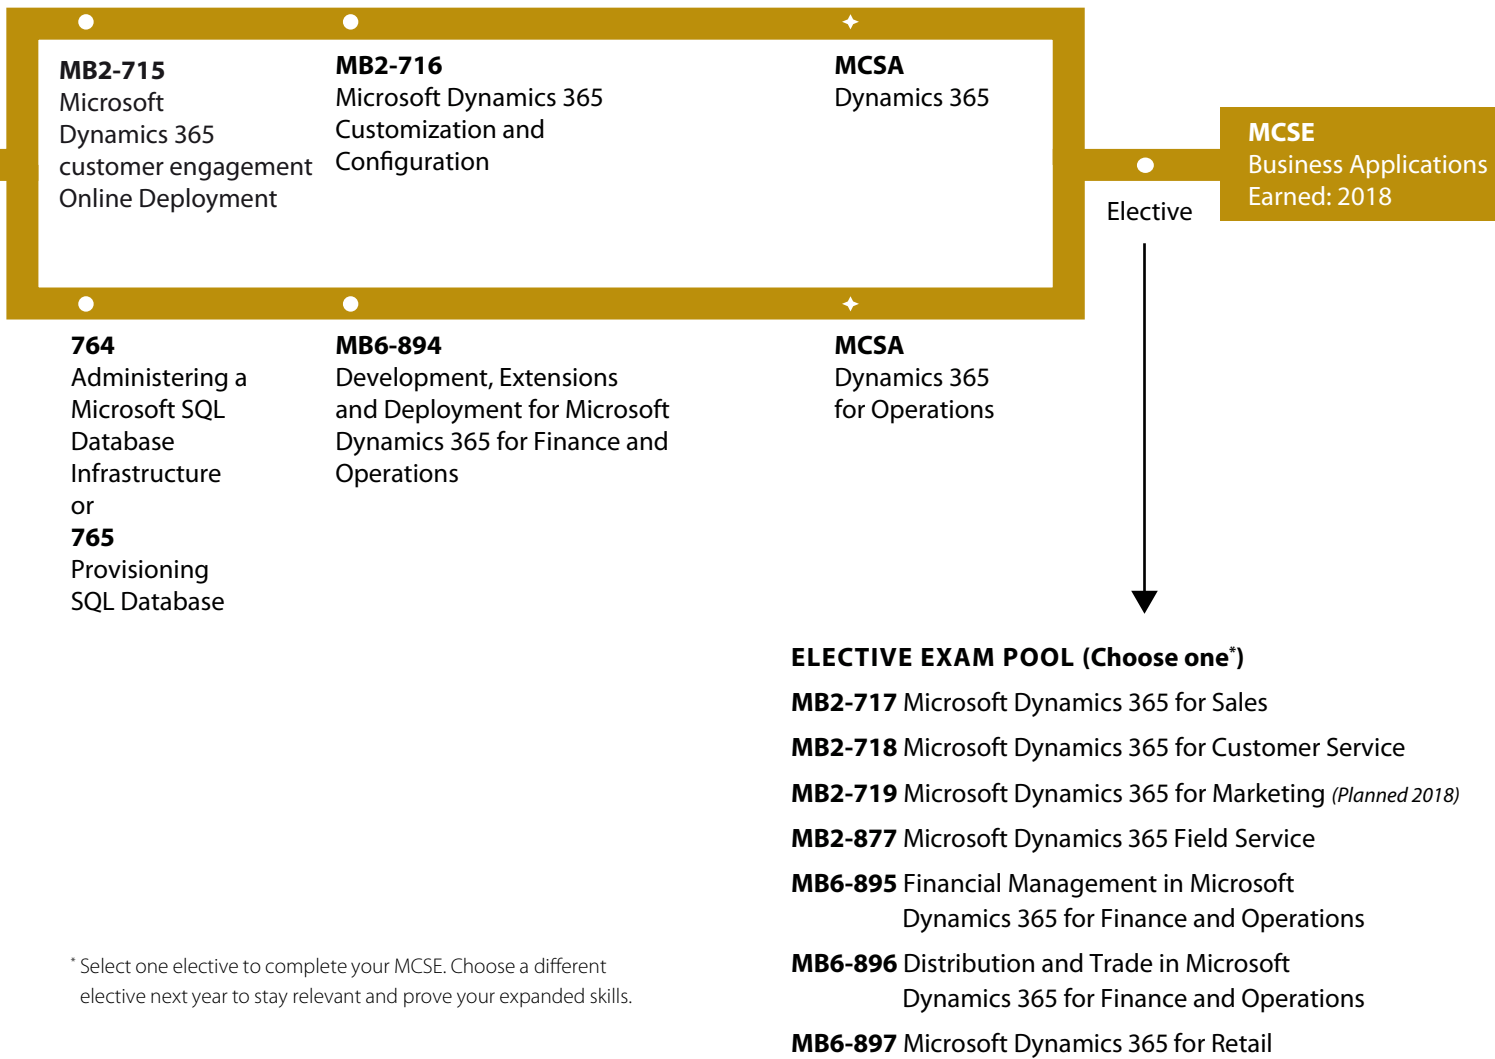 MB2-715
Microsoft
Dynamics 365
customer engagement
Online Deployment
MB2-716
Microsoft Dynamics 365
Customization and
Configuration
MCSA
Dynamics 365
MCSE
Business Applications
Earned: 2018
Elective
764
Administering a
Microsoft SQL
Database
Infrastructure
or
765
Provisioning
SQL Database
MB6-894
Development, Extensions
and Deployment for Microsoft
Dynamics 365 for Finance and
Operations
MCSA
Dynamics 365
for Operations
ELECTIVE EXAM POOL (Choose one*)
MB2-717 Microsoft Dynamics 365 for Sales
MB2-718 Microsoft Dynamics 365 for Customer Service
MB2-719 Microsoft Dynamics 365 for Marketing (Planned 2018)
MB2-877 Microsoft Dynamics 365 Field Service
MB6-895 Financial Management in Microsoft
Dynamics 365 for Finance and Operations
MB6-896 Distribution and Trade in Microsoft
Dynamics 365 for Finance and Operations
MB6-897 Microsoft Dynamics 365 for Retail
* Select one elective to complete your MCSE. Choose a different
elective next year to stay relevant and prove your expanded skills.